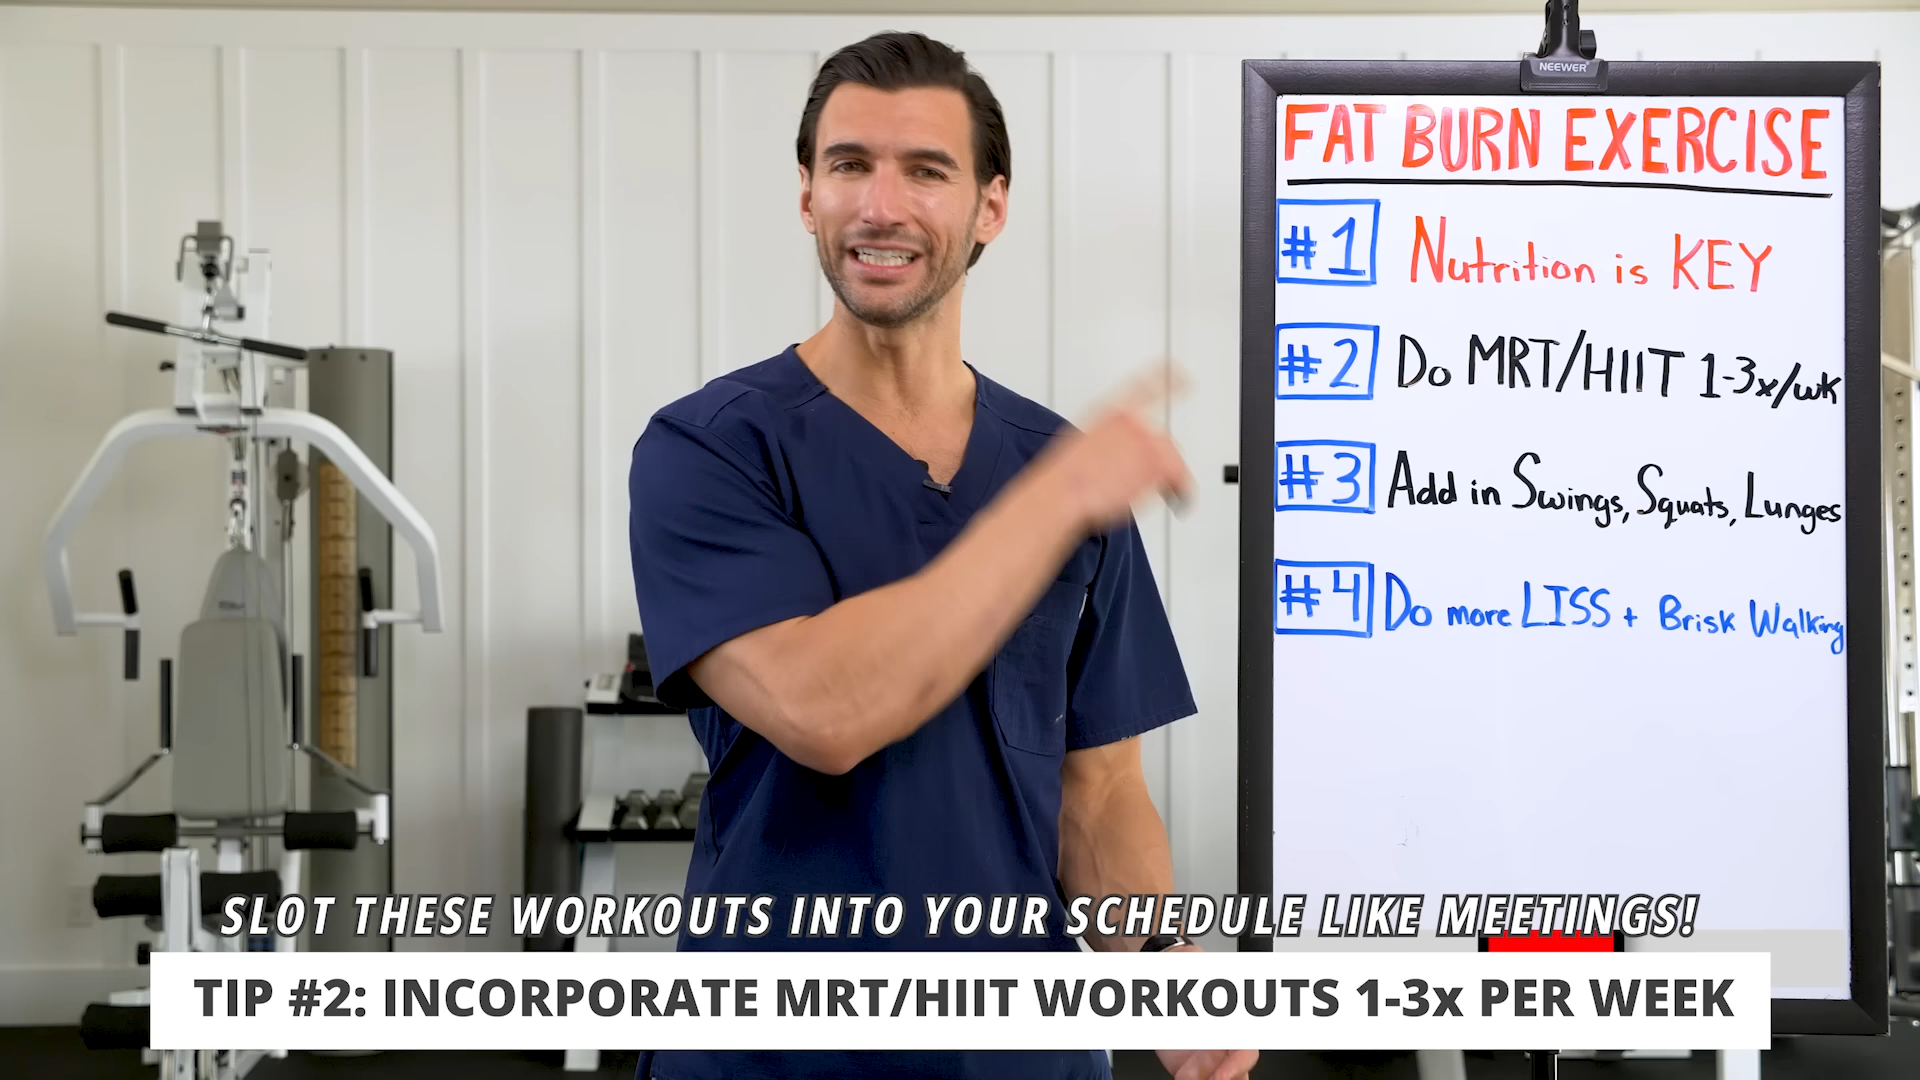 NEEWER
FAT BURN EXERCISE
#1 Nutrition is KEY
#2 Do MRT/HIIT 1-3x/wk
#3 Add in Swings, Squats, Lunges
#4 Do more LISS + Brisk Walking
SLOT THESE WORKOUTS INTO YOUR SCHEDULE LIKE MEETINGS!
TIP #2: INCORPORATE MRT/HIIT WORKOUTS 1-3x PER WEEK